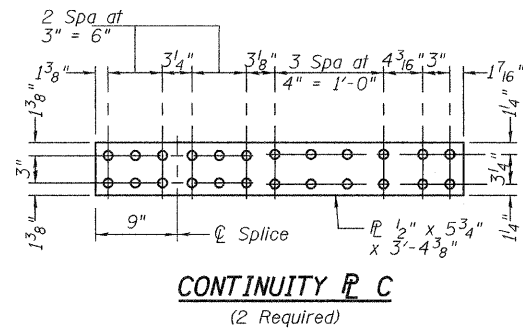 2 Spa at
3" = 6"
1 3/8" 3 1/4" 3 1/8" 3 Spa at 4 3/16" 3" 1 7/16"
4" = 1'-0"
1 3/8" 1 1/4"
3" 3 1/4"
1 3/8" 1 1/4"
9" ℄ Splice ⅊ 1/2" x 5 3/4"
x 3'-4 3/8"
CONTINUITY ⅊ C
(2 Required)